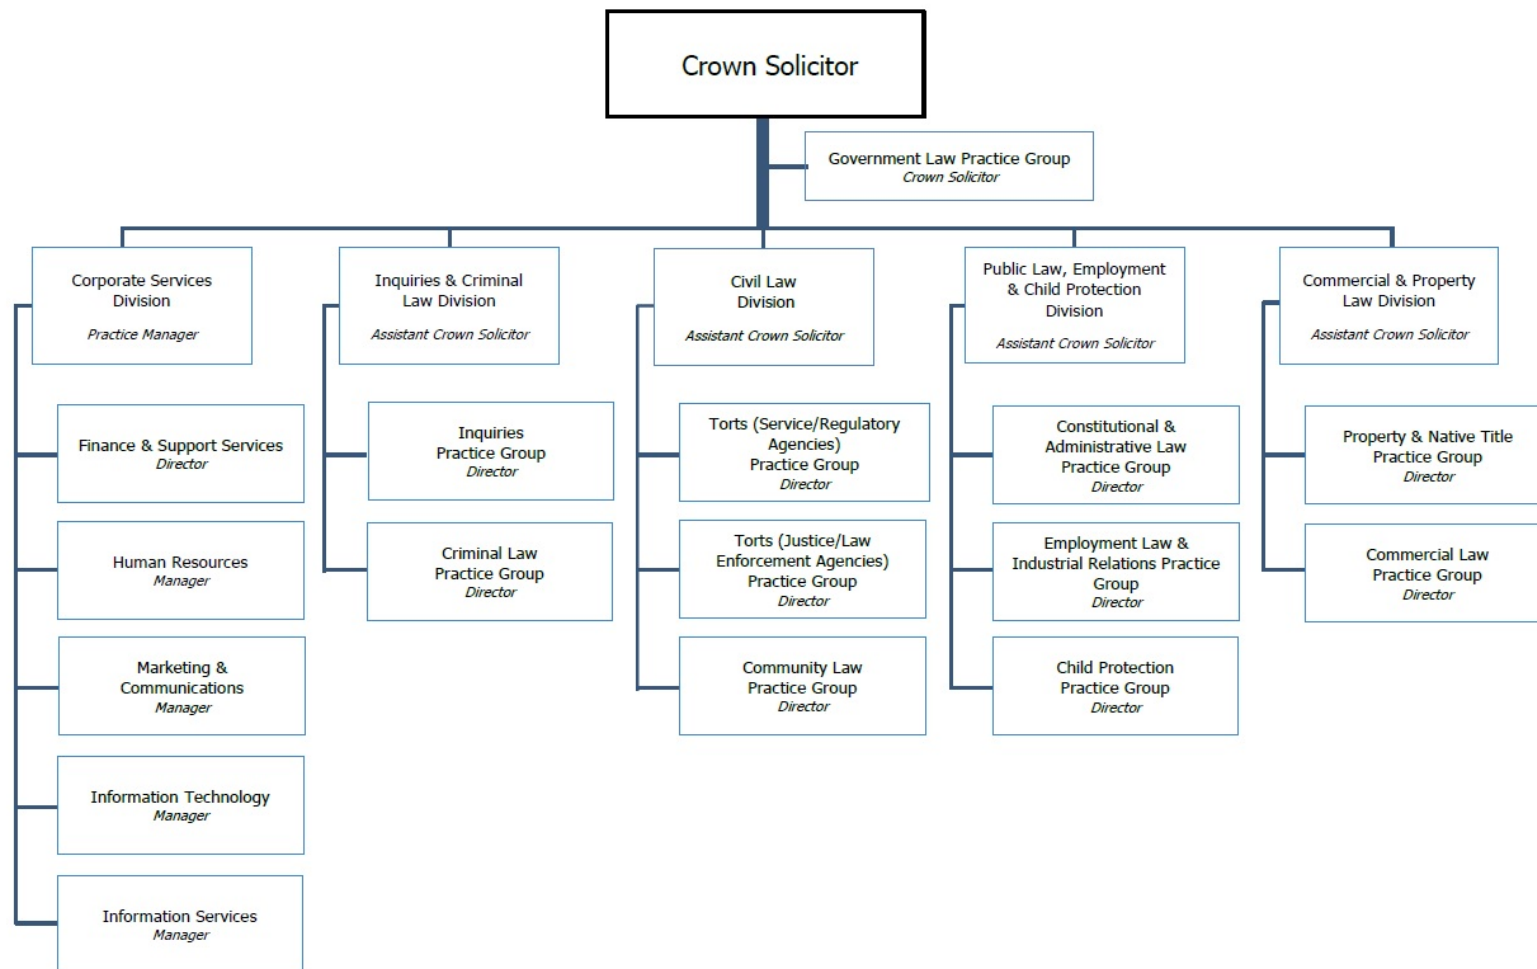 Crown Solicitor
Government Law Practice Group
Crown Solicitor
Corporate Services
Division
Practice Manager
Inquiries & Criminal
Law Division
Assistant Crown Solicitor
Civil Law
Division
Assistant Crown Solicitor
Public Law, Employment
& Child Protection
Division
Assistant Crown Solicitor
Commercial & Property
Law Division
Assistant Crown Solicitor
Finance & Support Services
Director
Human Resources
Manager
Marketing &
Communications
Manager
Information Technology
Manager
Information Services
Manager
Inquiries
Practice Group
Director
Criminal Law
Practice Group
Director
Torts (Service/Regulatory
Agencies)
Practice Group
Director
Torts (Justice/Law
Enforcement Agencies)
Practice Group
Director
Community Law
Practice Group
Director
Constitutional &
Administrative Law
Practice Group
Director
Employment Law &
Industrial Relations Practice
Group
Director
Child Protection
Practice Group
Director
Property & Native Title
Practice Group
Director
Commercial Law
Practice Group
Director